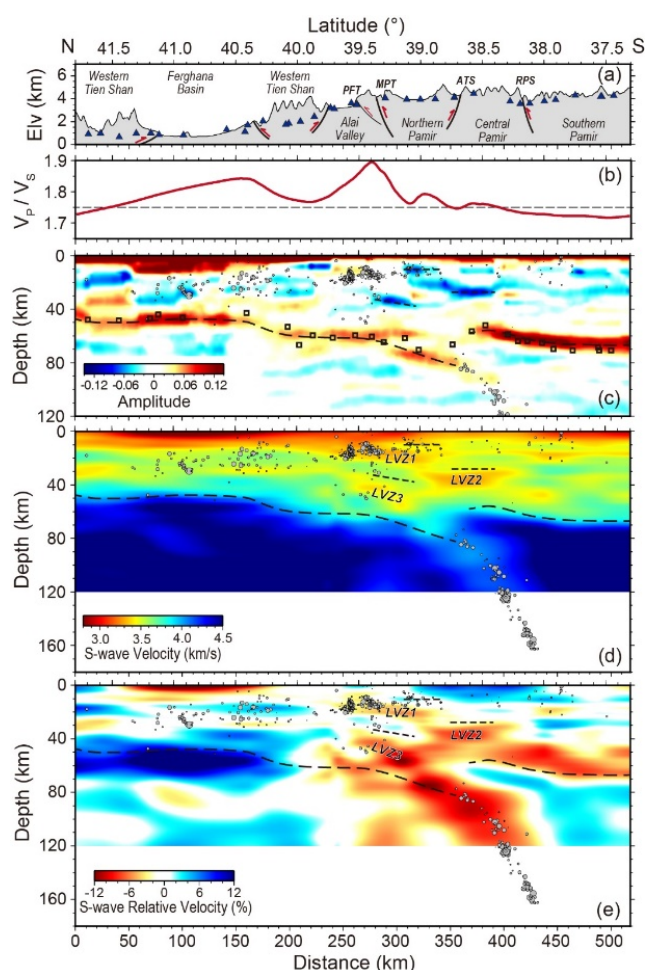 Latitude (°)
N 41.5 41.0 40.5 40.0 39.5 39.0 38.5 38.0 37.5 S
(a)
Western Tien Shan
Ferghana Basin
Western Tien Shan
PFT MPT ATS RPS
Alai Valley
Northern Pamir
Central Pamir
Southern Pamir
Elv (km)
6
4
2
0
(b)
VP / VS
1.9
1.8
1.7
Depth (km)
0
40
80
120
-0.12 -0.06 0 0.06 0.12
Amplitude
(c)
Depth (km)
0
40
80
120
160
LVZ1
LVZ2
LVZ3
3.0 3.5 4.0 4.5
S-wave Velocity (km/s)
(d)
Depth (km)
0
40
80
120
160
LVZ1
LVZ2
LVZ3
-12 -6 0 6 12
S-wave Relative Velocity (%)
(e)
0 50 100 150 200 250 300 350 400 450 500
Distance (km)